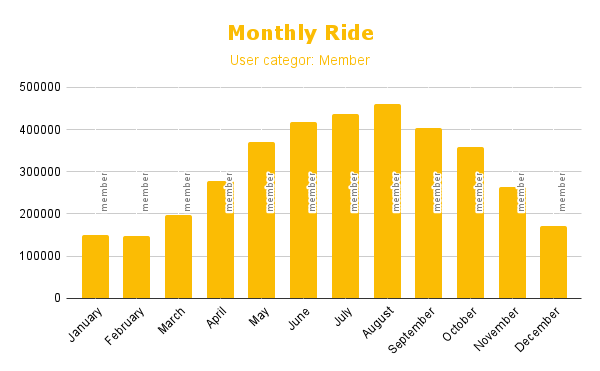 Monthly Ride
User categor: Member
500000
400000
300000
200000
100000
0
member
member
member
member
member
member
member
member
member
member
member
member
January
February
March
April
May
June
July
August
September
October
November
December